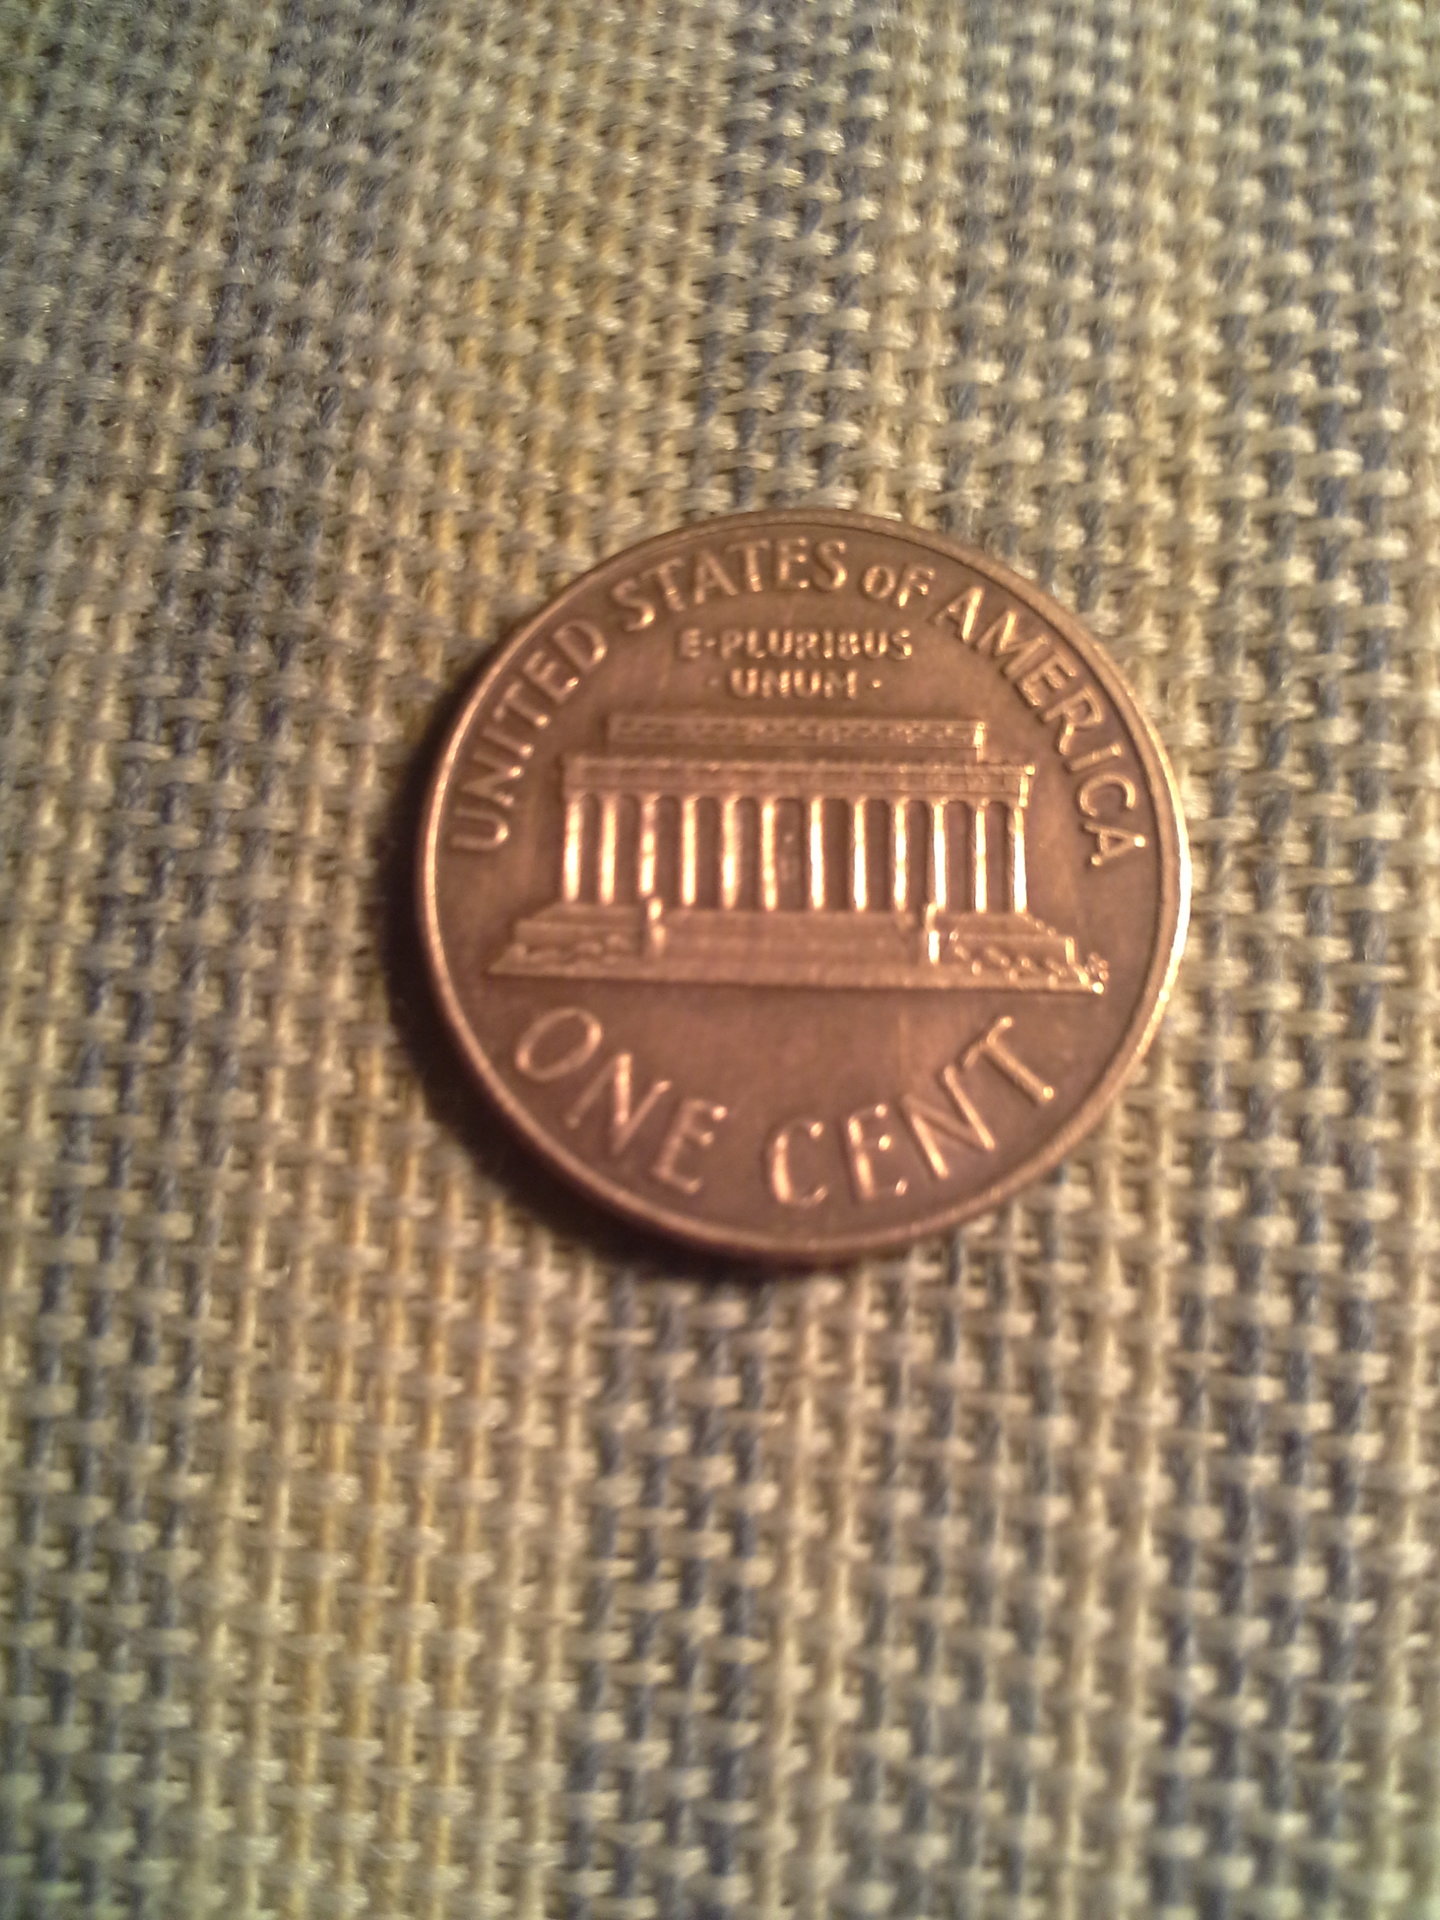 UNITED STATES OF AMERICA
E·PLURIBUS
·UNUM·
ONE CENT